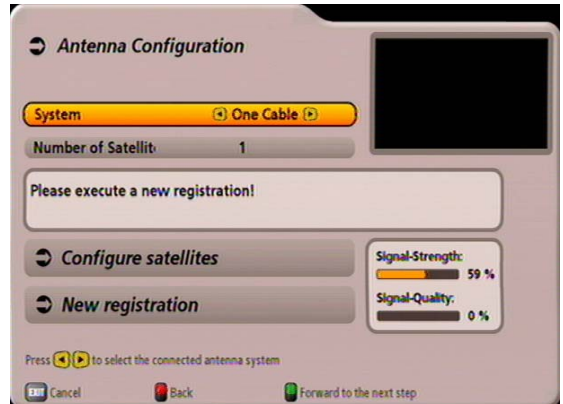 Antenna Configuration
System One Cable
Number of Satellit 1
Please execute a new registration!
Configure satellites
New registration
Signal-Strength:
59 %
Signal-Quality:
0 %
Press to select the connected antenna system
EXIT Cancel Back Forward to the next step